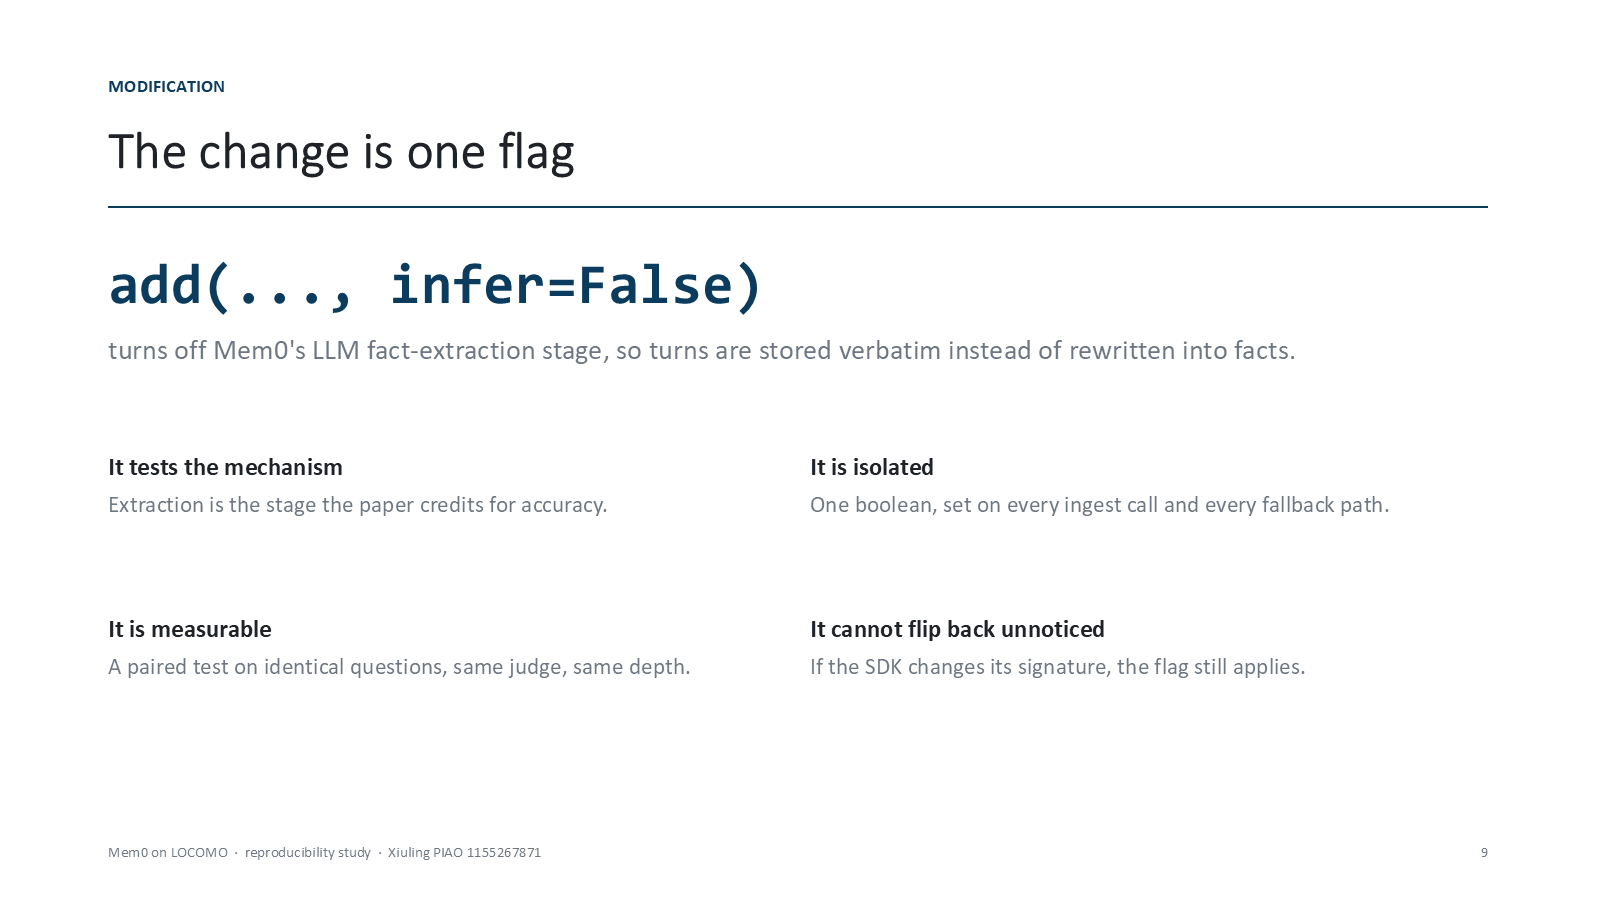 MODIFICATION
The change is one flag
add(..., infer=False)
turns off Mem0's LLM fact-extraction stage, so turns are stored verbatim instead of rewritten into facts.
It tests the mechanism
Extraction is the stage the paper credits for accuracy.
It is isolated
One boolean, set on every ingest call and every fallback path.
It is measurable
A paired test on identical questions, same judge, same depth.
It cannot flip back unnoticed
If the SDK changes its signature, the flag still applies.
Mem0 on LOCOMO · reproducibility study · Xiuling PIAO 1155267871
9